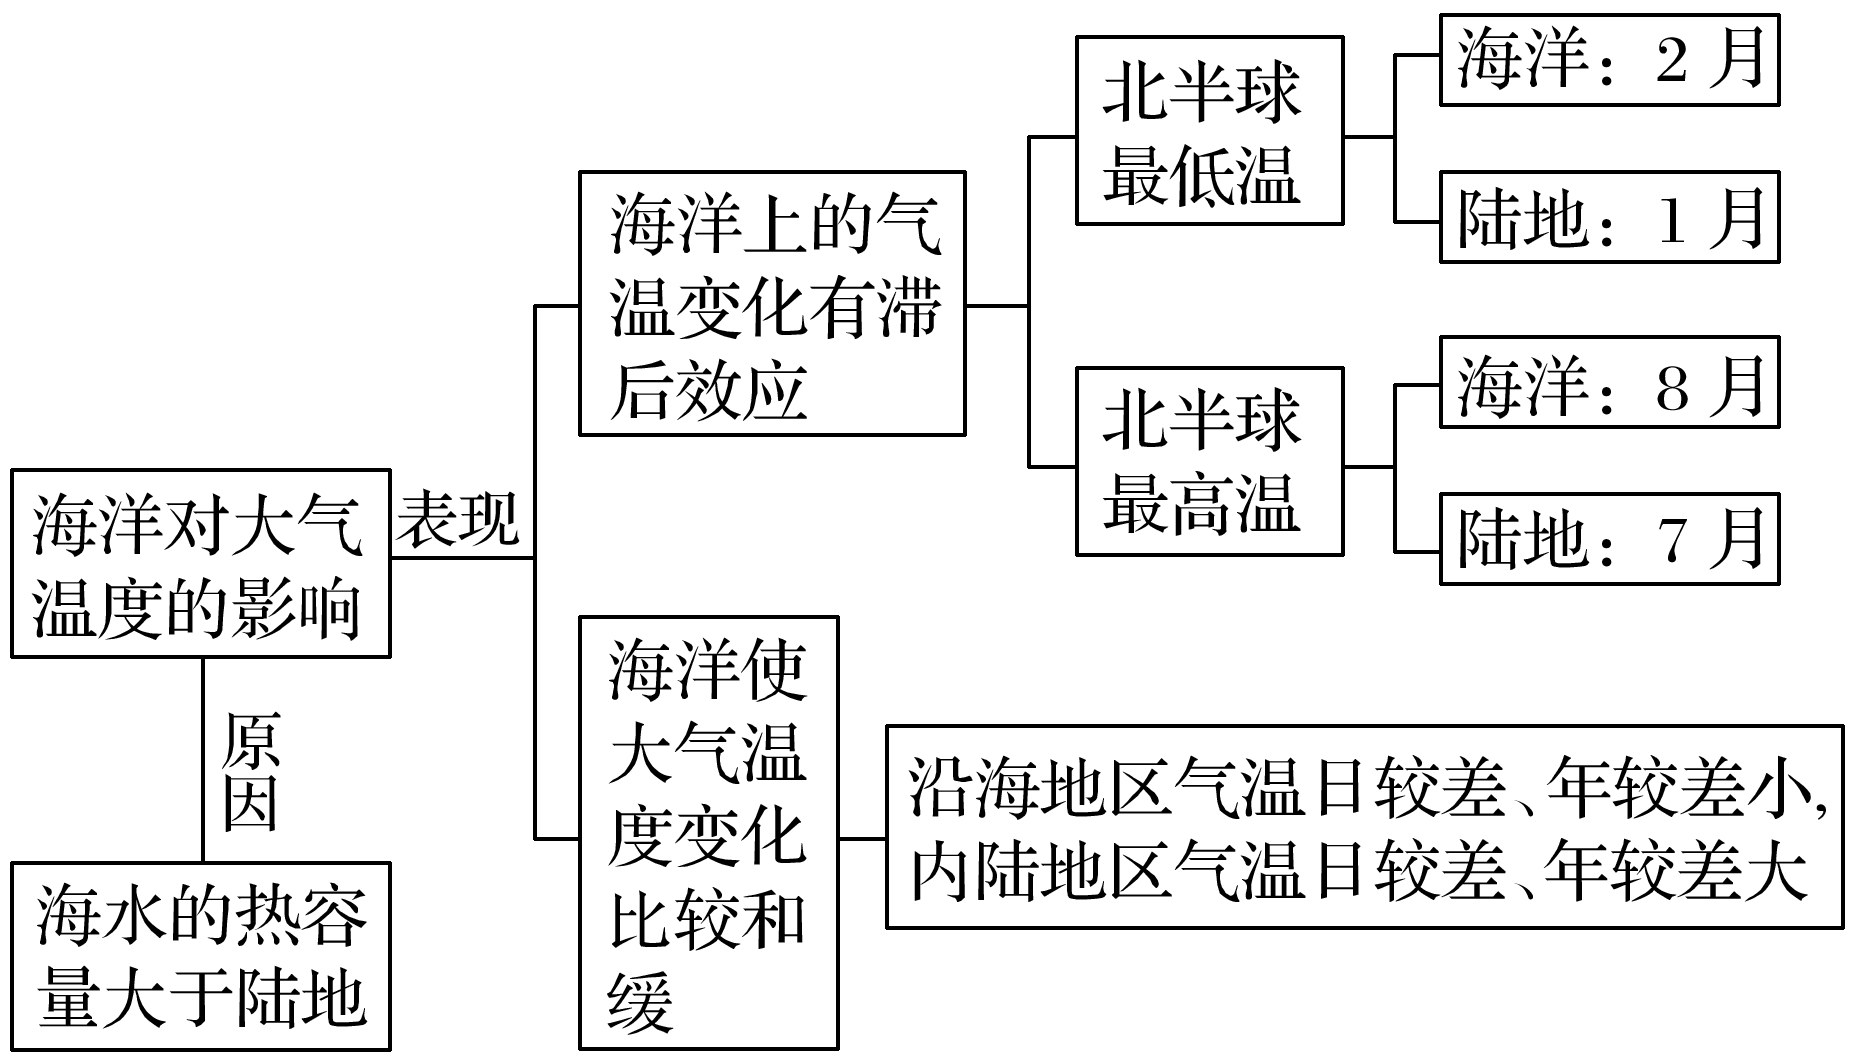 海洋对大气
温度的影响
原
因
海水的热容
量大于陆地
表现
海洋上的气
温变化有滞
后效应
北半球
最低温
海洋：2 月
陆地：1 月
北半球
最高温
海洋：8 月
陆地：7 月
海洋使
大气温
度变化
比较和
缓
沿海地区气温日较差、年较差小,
内陆地区气温日较差、年较差大